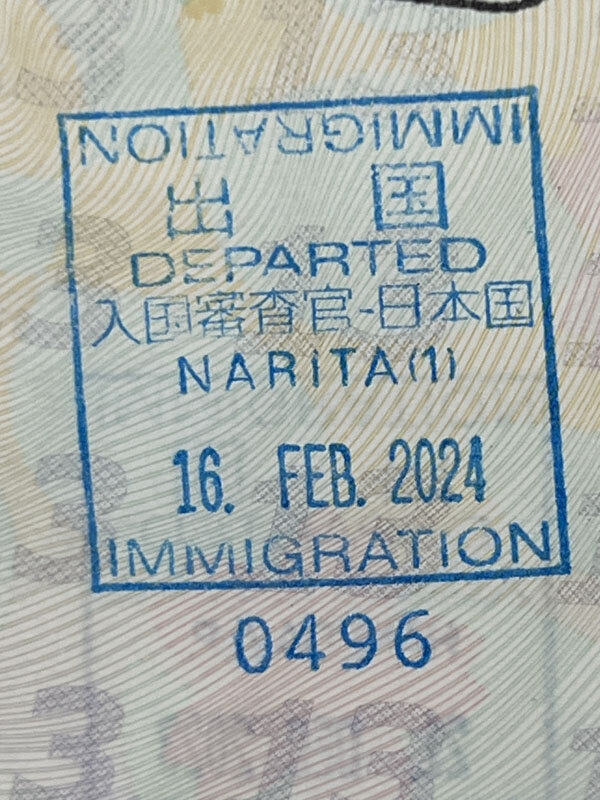 IMMIGRATION
出国
DEPARTED
入国審査官-日本国
NARITA(1)
16. FEB. 2024
IMMIGRATION
0496
13